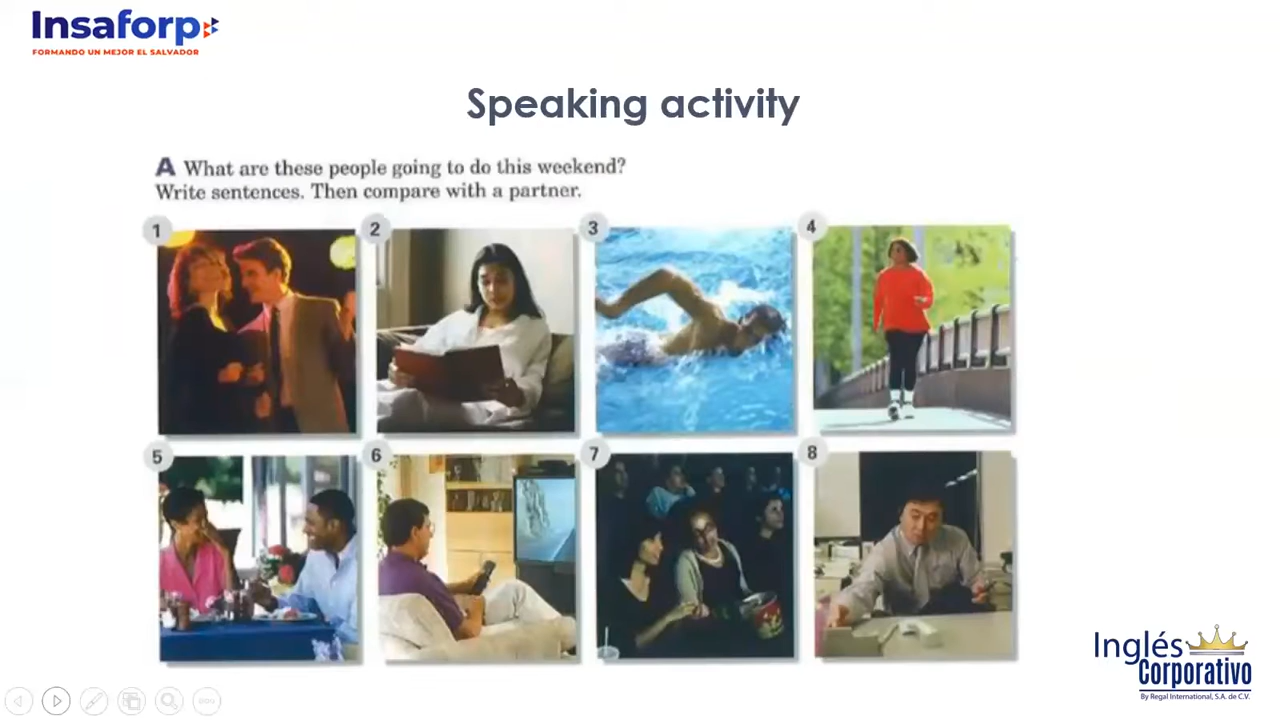 Insaforp
FORMANDO UN MEJOR EL SALVADOR
Speaking activity
A What are these people going to do this weekend?
Write sentences. Then compare with a partner.
1
2
3
4
5
6
7
8
Inglés
Corporativo
By Regal International, S.A. de C.V.